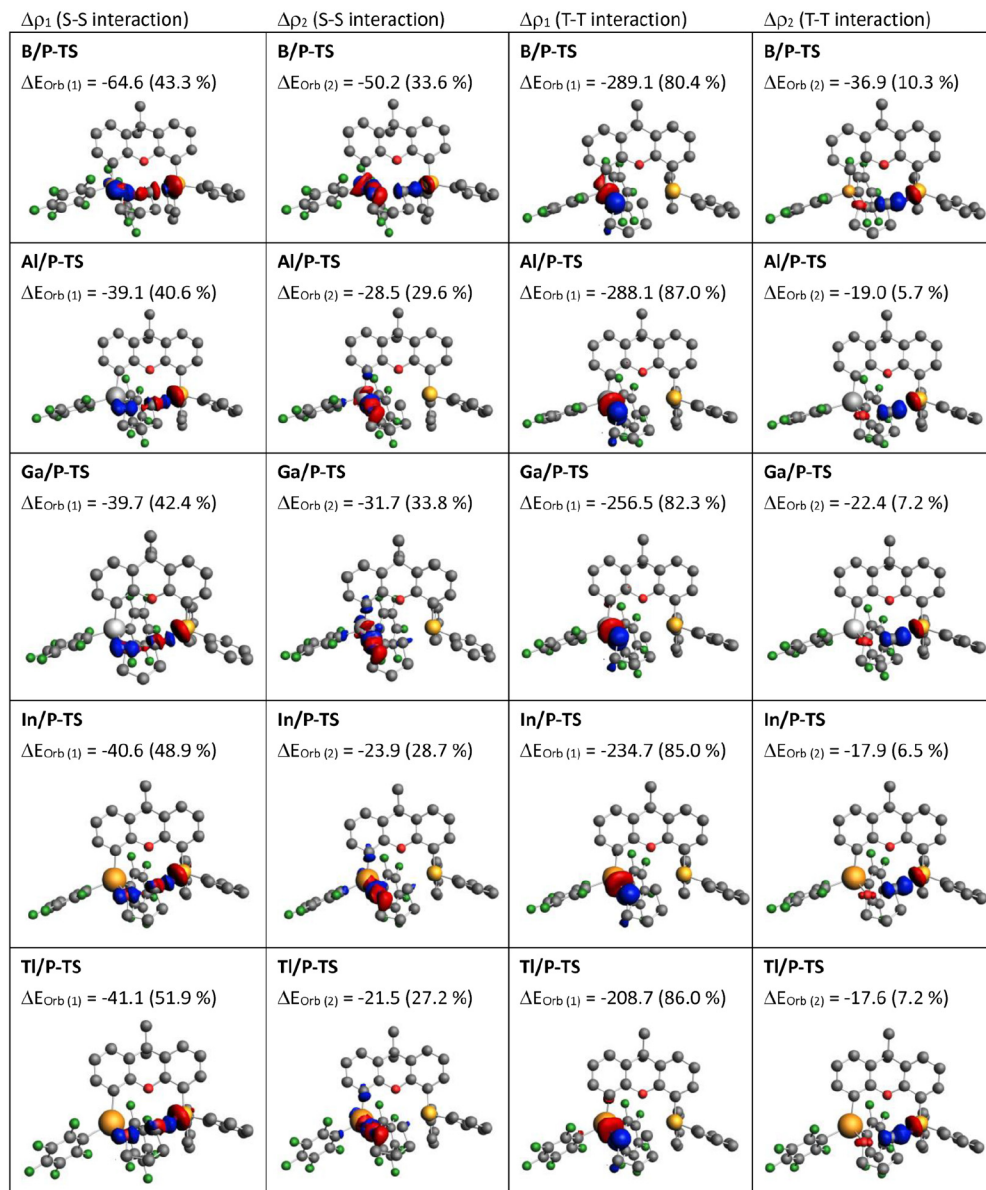 Δρ₁ (S-S interaction) Δρ₂ (S-S interaction) Δρ₁ (T-T interaction) Δρ₂ (T-T interaction)
B/P-TS B/P-TS B/P-TS B/P-TS
ΔEOrb (1) = -64.6 (43.3 %) ΔEOrb (2) = -50.2 (33.6 %) ΔEOrb (1) = -289.1 (80.4 %) ΔEOrb (2) = -36.9 (10.3 %)
Al/P-TS Al/P-TS Al/P-TS Al/P-TS
ΔEOrb (1) = -39.1 (40.6 %) ΔEOrb (2) = -28.5 (29.6 %) ΔEOrb (1) = -288.1 (87.0 %) ΔEOrb (2) = -19.0 (5.7 %)
Ga/P-TS Ga/P-TS Ga/P-TS Ga/P-TS
ΔEOrb (1) = -39.7 (42.4 %) ΔEOrb (2) = -31.7 (33.8 %) ΔEOrb (1) = -256.5 (82.3 %) ΔEOrb (2) = -22.4 (7.2 %)
In/P-TS In/P-TS In/P-TS In/P-TS
ΔEOrb (1) = -40.6 (48.9 %) ΔEOrb (2) = -23.9 (28.7 %) ΔEOrb (1) = -234.7 (85.0 %) ΔEOrb (2) = -17.9 (6.5 %)
Tl/P-TS Tl/P-TS Tl/P-TS Tl/P-TS
ΔEOrb (1) = -41.1 (51.9 %) ΔEOrb (2) = -21.5 (27.2 %) ΔEOrb (1) = -208.7 (86.0 %) ΔEOrb (2) = -17.6 (7.2 %)